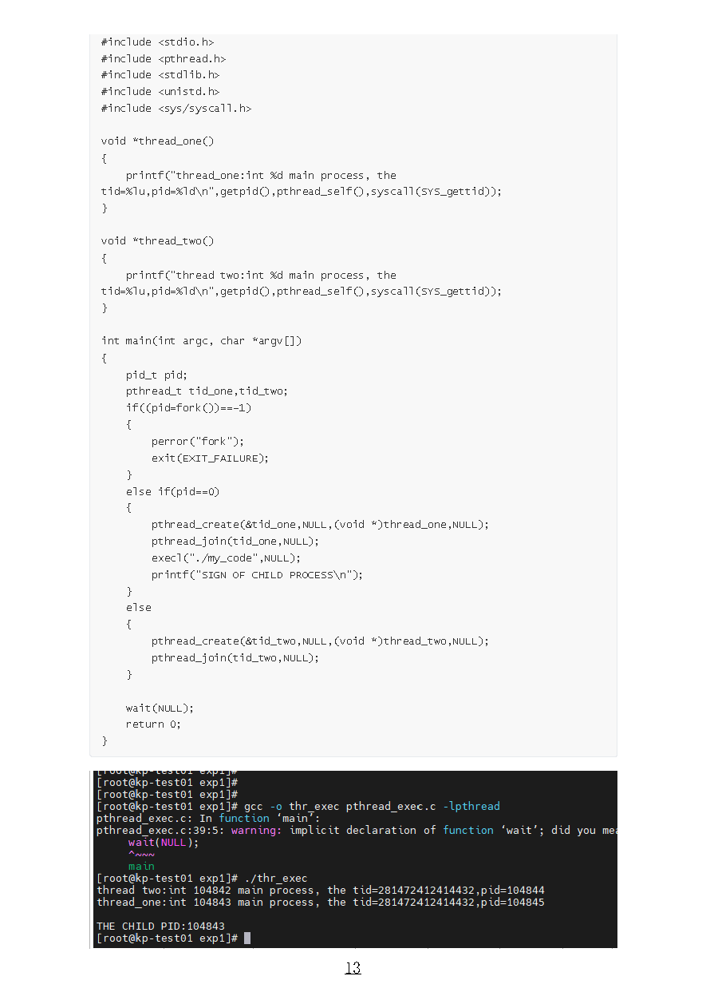 #include <stdio.h>
#include <pthread.h>
#include <stdlib.h>
#include <unistd.h>
#include <sys/syscall.h>
void *thread_one()
{
printf("thread_one:int %d main process, the
tid=%lu,pid=%ld\n",getpid(),pthread_self(),syscall(SYS_gettid));
}
void *thread_two()
{
printf("thread two:int %d main process, the
tid=%lu,pid=%ld\n",getpid(),pthread_self(),syscall(SYS_gettid));
}
int main(int argc, char *argv[])
{
pid_t pid;
pthread_t tid_one,tid_two;
if((pid=fork())==-1)
{
perror("fork");
exit(EXIT_FAILURE);
}
else if(pid==0)
{
pthread_create(&tid_one,NULL,(void *)thread_one,NULL);
pthread_join(tid_one,NULL);
execl("./my_code",NULL);
printf("SIGN OF CHILD PROCESS\n");
}
else
{
pthread_create(&tid_two,NULL,(void *)thread_two,NULL);
pthread_join(tid_two,NULL);
}
wait(NULL);
return 0;
}
[root@kp-test01 exp1]#
[root@kp-test01 exp1]#
[root@kp-test01 exp1]#
[root@kp-test01 exp1]# gcc -o thr_exec pthread_exec.c -lpthread
pthread_exec.c: In function ‘main’:
pthread_exec.c:39:5: warning: implicit declaration of function ‘wait’; did you mea
wait(NULL);
^~~~
main
[root@kp-test01 exp1]# ./thr_exec
thread two:int 104842 main process, the tid=281472412414432,pid=104844
thread_one:int 104843 main process, the tid=281472412414432,pid=104845
THE CHILD PID:104843
[root@kp-test01 exp1]#
13